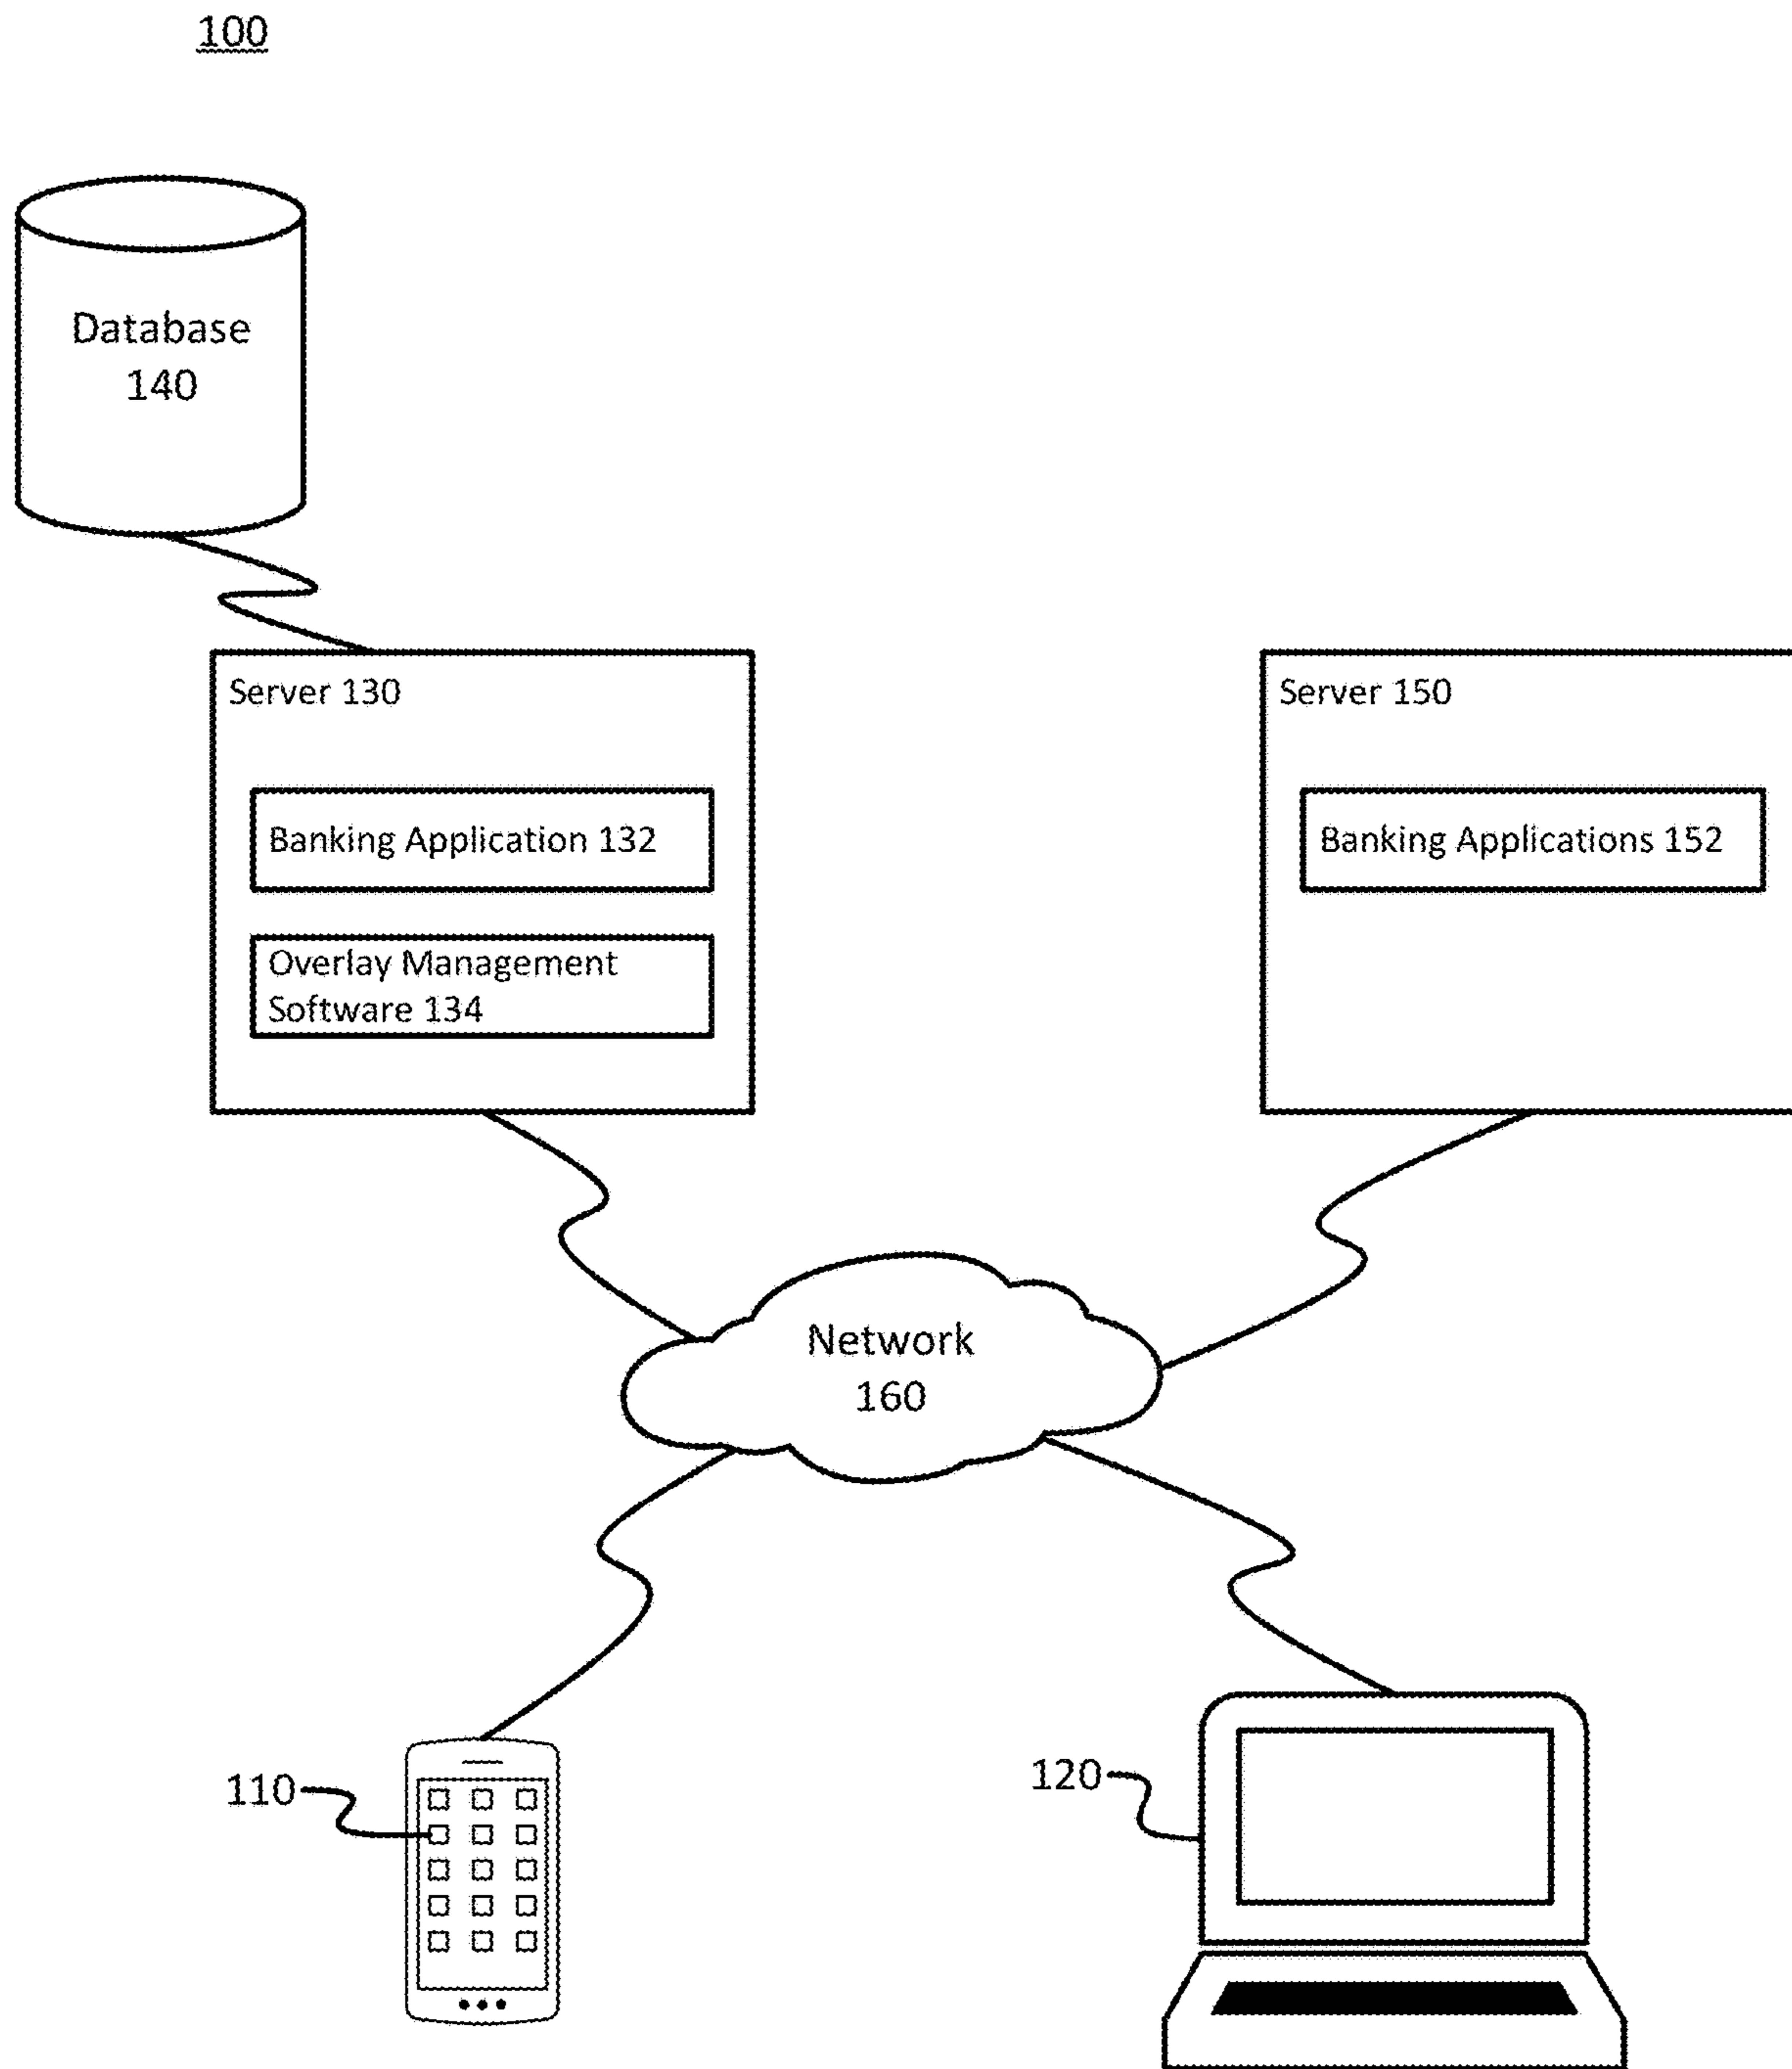 100
Database
140
Server 130
Banking Application 132
Overlay Management
Software 134
Server 150
Banking Applications 152
Network
160
110
120